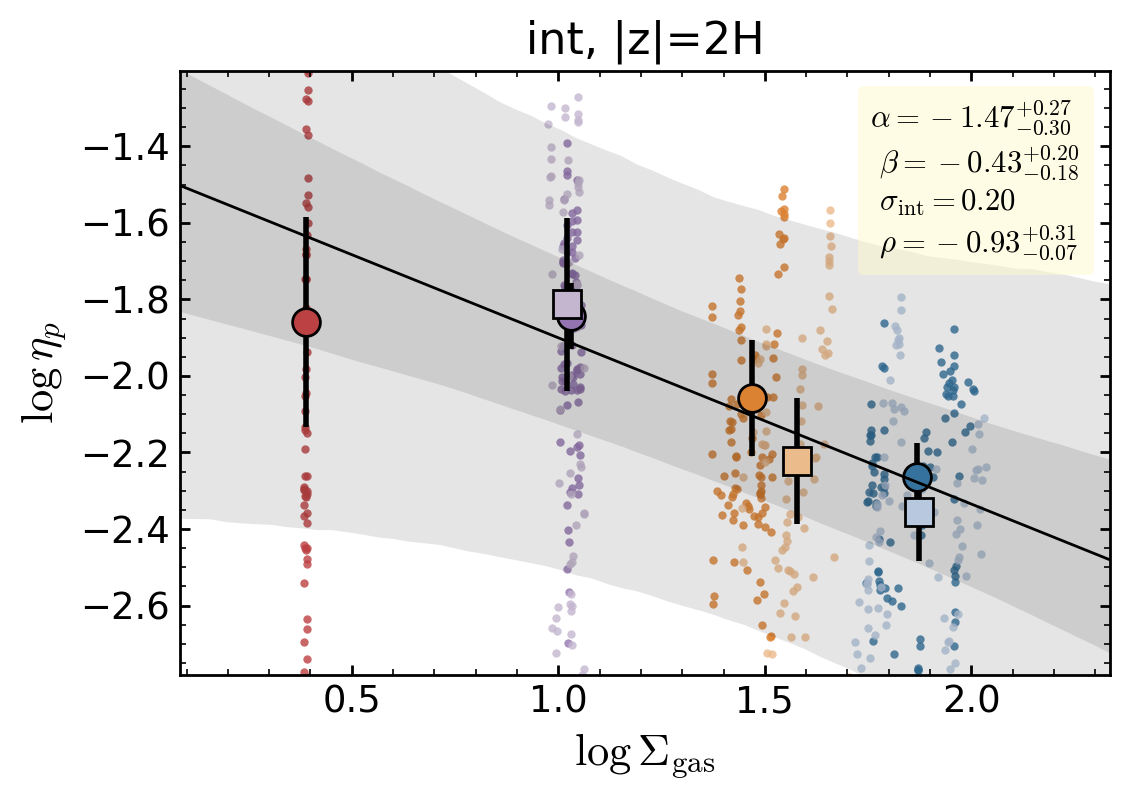 int, |z|=2H
α = −1.47^{+0.27}_{−0.30}
β = −0.43^{+0.20}_{−0.18}
σ_int = 0.20
ρ = −0.93^{+0.31}_{−0.07}
log η_p
−1.4
−1.6
−1.8
−2.0
−2.2
−2.4
−2.6
0.5 1.0 1.5 2.0
log Σ_gas